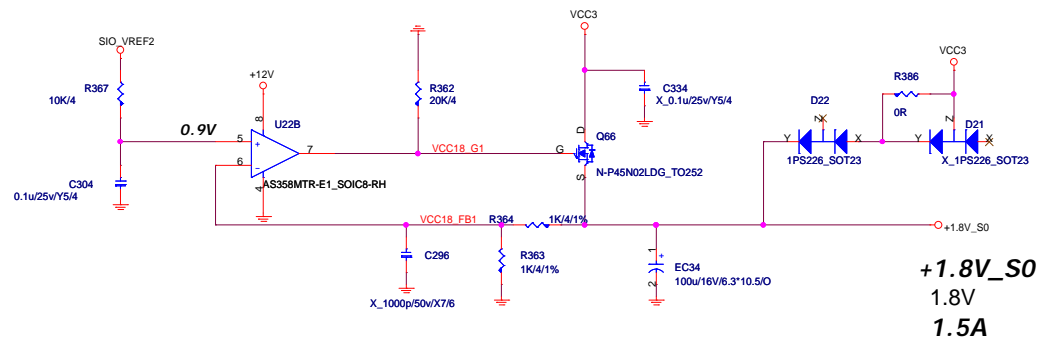 VCC3
SIO_VREF2
VCC3
+12V
R367
10K/4
R362
20K/4
C334
X_0.1u/25v/Y5/4
R386
0R
D22
D21
Z
Z
8
U22B
0.9V
5
+
6
-
7
4
AS358MTR-E1_SOIC8-RH
VCC18_G1
D
G
S
Q66
N-P45N02LDG_TO252
Y
X
Y
X
1PS226_SOT23
X_1PS226_SOT23
C304
0.1u/25v/Y5/4
VCC18_FB1
R364
1K/4/1%
+1.8V_S0
C296
X_1000p/50v/X7/6
R363
1K/4/1%
1
+
2
EC34
100u/16V/6.3*10.5/O
+1.8V_S0
1.8V
1.5A